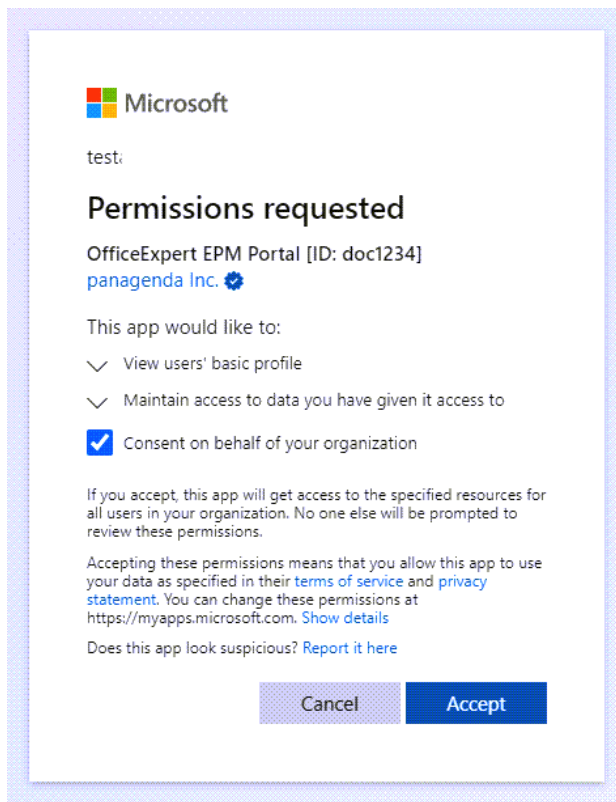 Microsoft
test
Permissions requested
OfficeExpert EPM Portal [ID: doc1234]
panagenda Inc.
This app would like to:
View users' basic profile
Maintain access to data you have given it access to
Consent on behalf of your organization
If you accept, this app will get access to the specified resources for
all users in your organization. No one else will be prompted to
review these permissions.
Accepting these permissions means that you allow this app to use
your data as specified in their terms of service and privacy
statement. You can change these permissions at
https://myapps.microsoft.com. Show details
Does this app look suspicious? Report it here
Cancel Accept